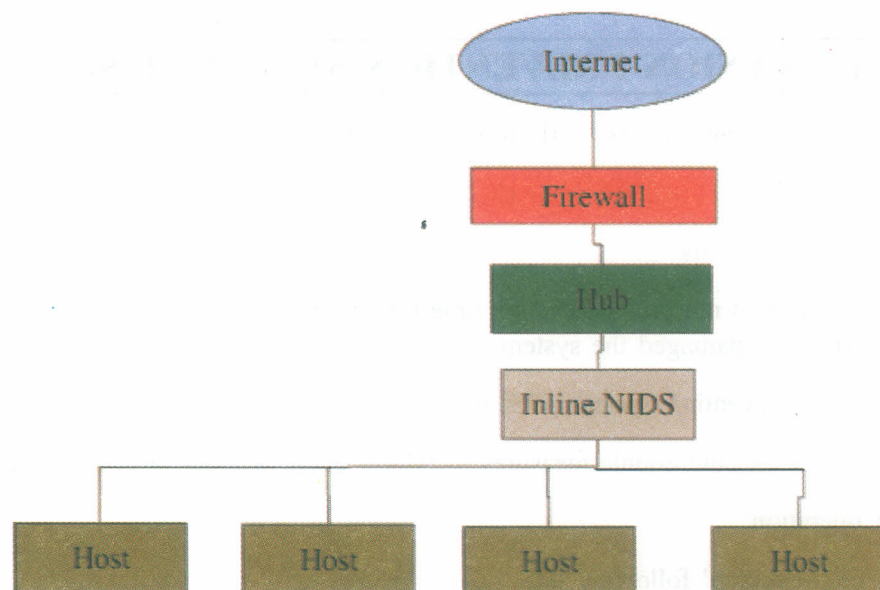 Internet
Firewall
Hub
Inline NIDS
Host Host Host Host